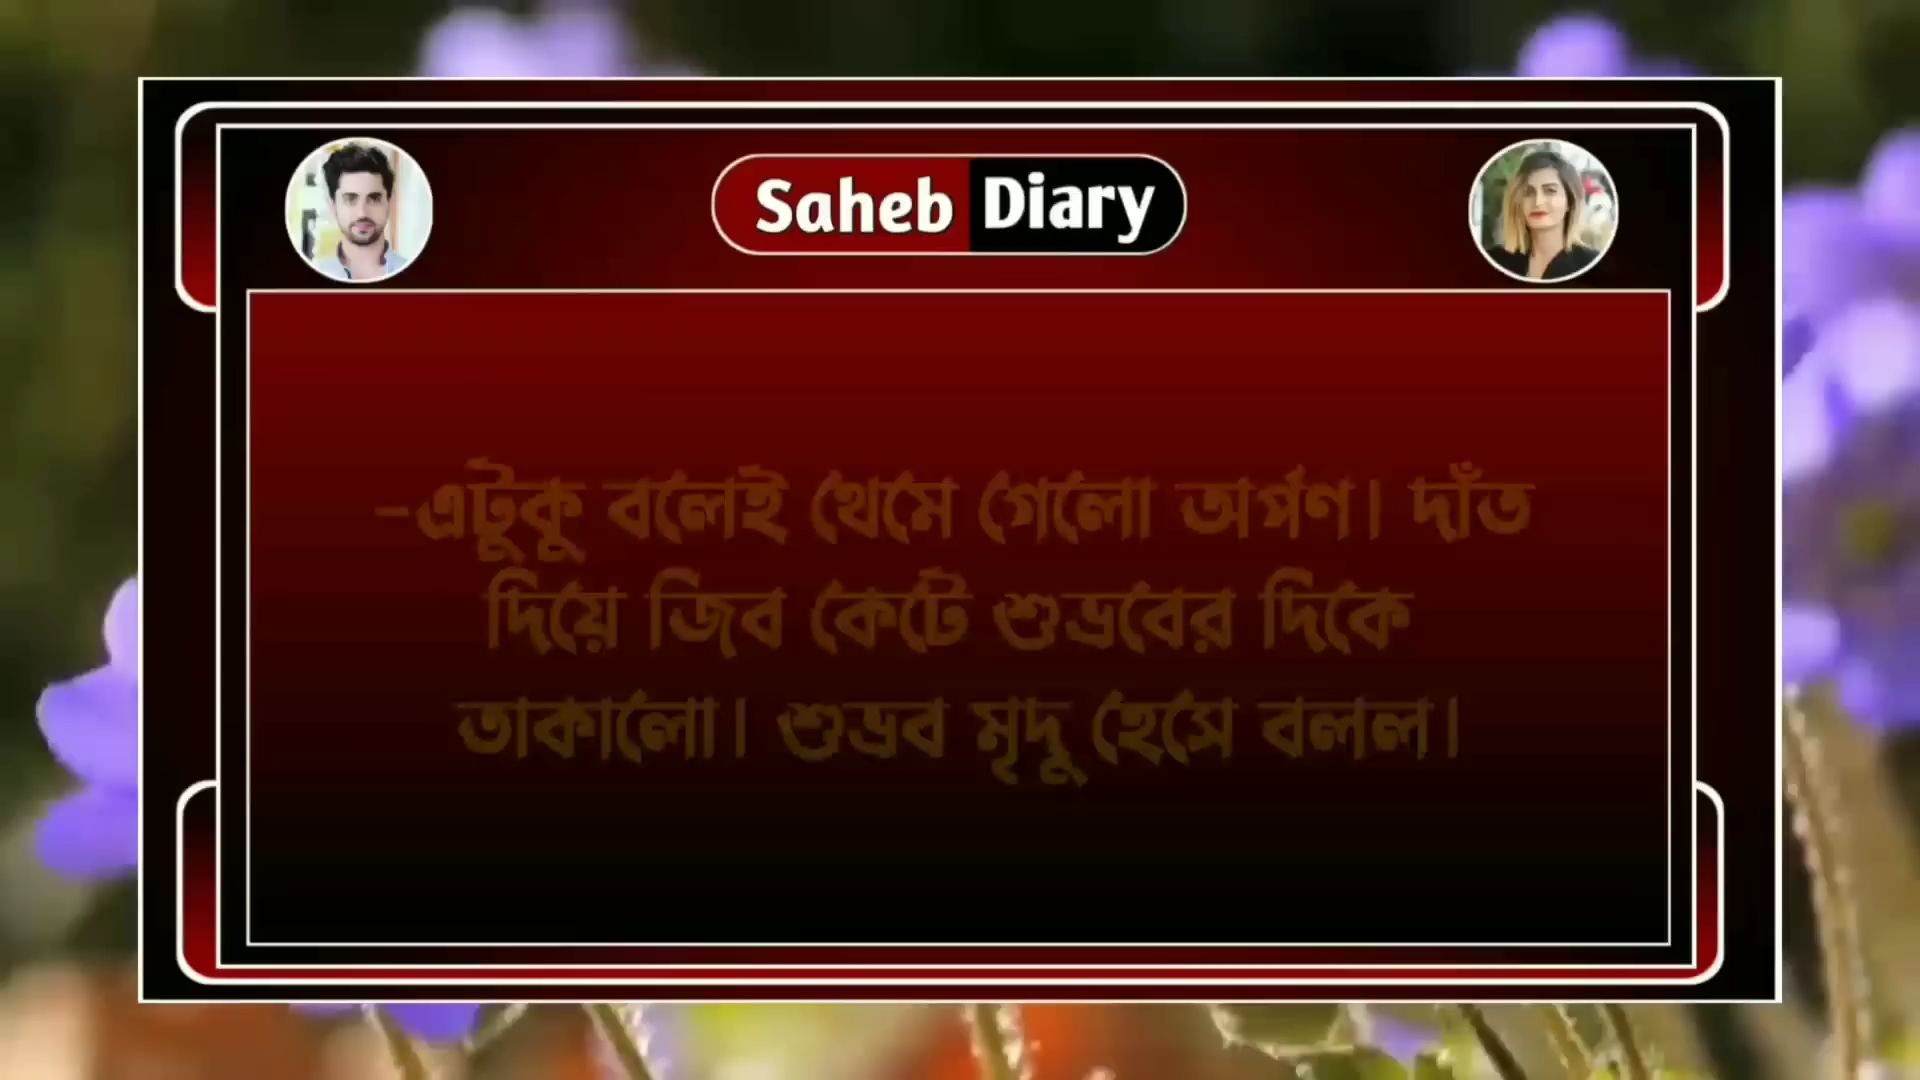 Saheb Diary
-এটুকু বলেই থেমে গেলো অর্পণ। দাঁত
দিয়ে জিব কেটে শুভ্রবের দিকে
তাকালো। শুভ্রব মৃদু হেসে বলল।